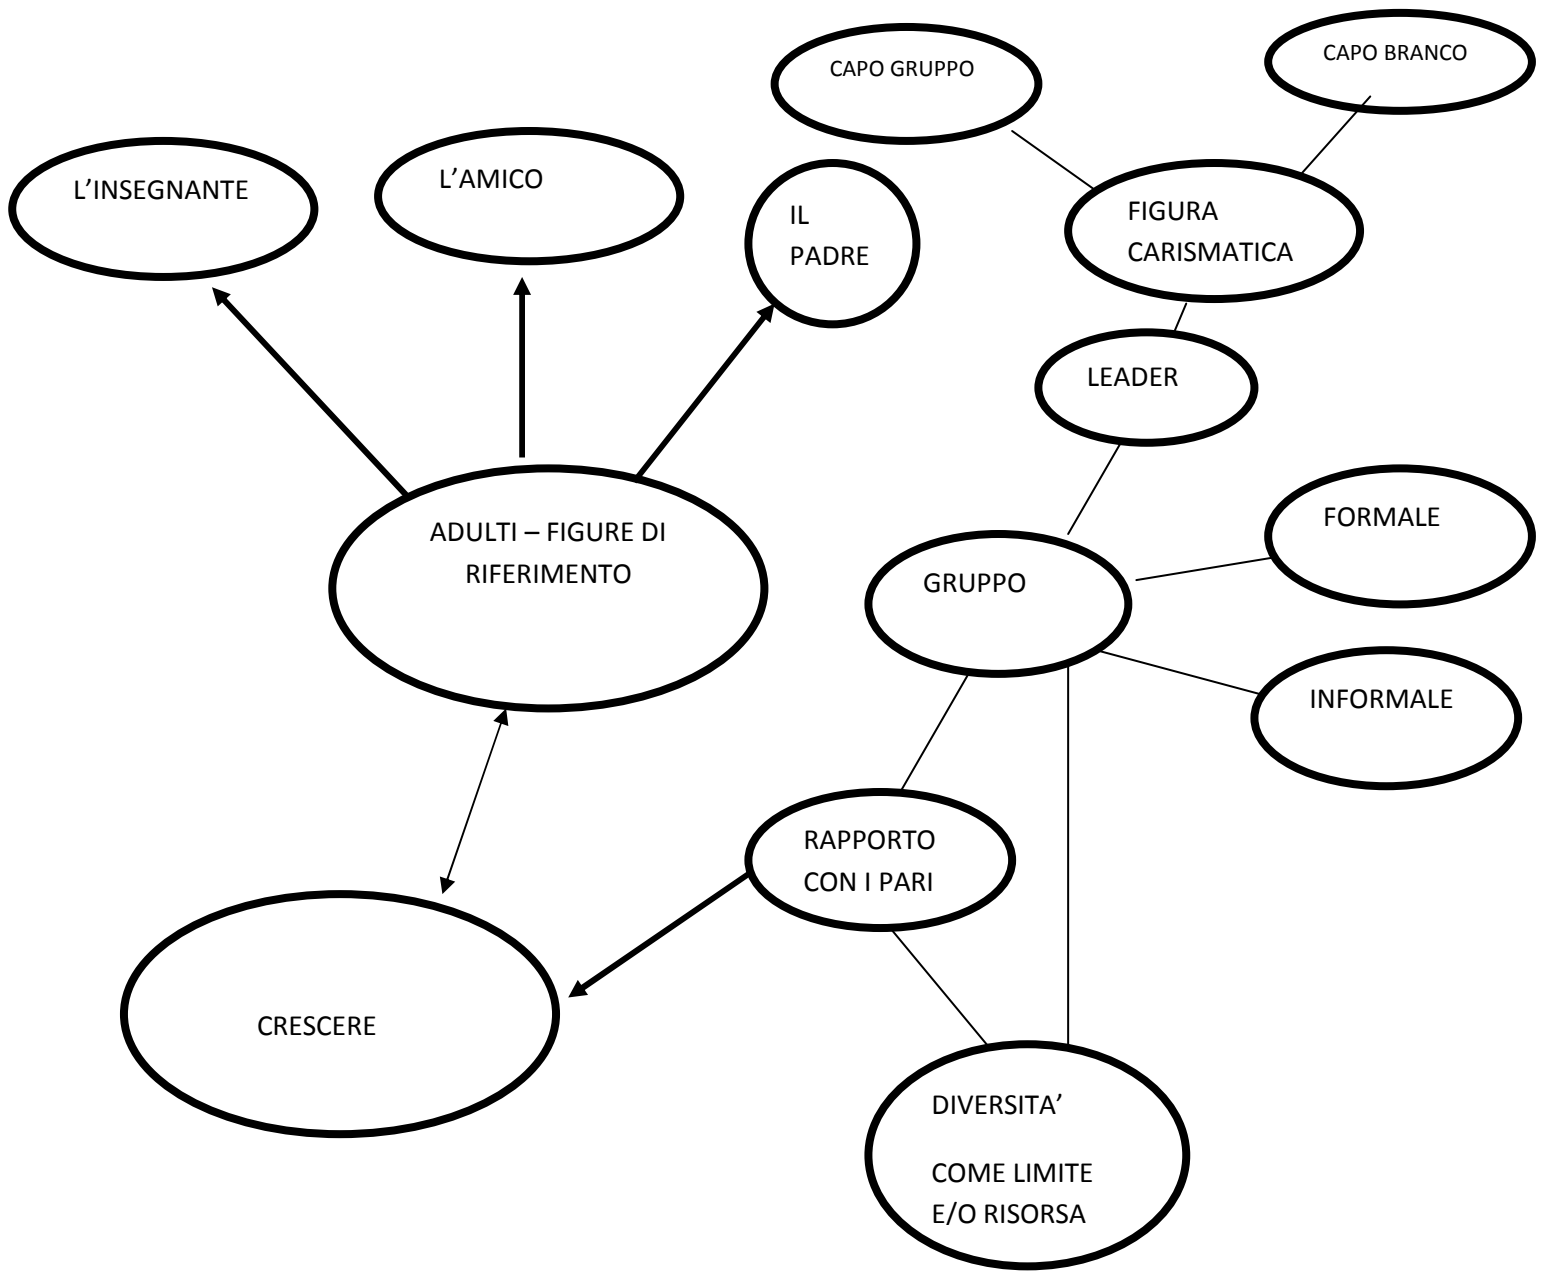 CAPO GRUPPO
CAPO BRANCO
L’INSEGNANTE
L’AMICO
IL
PADRE
FIGURA
CARISMATICA
LEADER
ADULTI – FIGURE DI
RIFERIMENTO
FORMALE
GRUPPO
INFORMALE
RAPPORTO
CON I PARI
CRESCERE
DIVERSITA’
COME LIMITE
E/O RISORSA